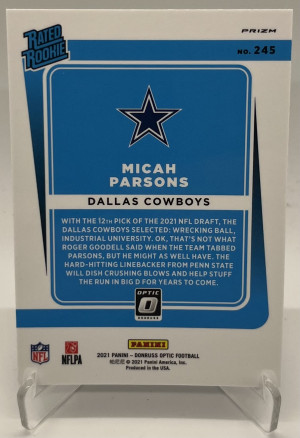 RATED
ROOKIE
PRIZM
NO. 245
MICAH
PARSONS
DALLAS COWBOYS
WITH THE 12TH PICK OF THE 2021 NFL DRAFT, THE
DALLAS COWBOYS SELECTED: WRECKING BALL,
INDUSTRIAL UNIVERSITY. OK, THAT'S NOT WHAT
ROGER GOODELL SAID WHEN THE TEAM TABBED
PARSONS, BUT HE MIGHT AS WELL HAVE. THE
HARD-HITTING LINEBACKER FROM PENN STATE
WILL DISH CRUSHING BLOWS AND HELP STUFF
THE RUN IN BIG D FOR YEARS TO COME.
OPTIC
DONRUSS
NFL
NFLPA
PANINI
2021 PANINI – DONRUSS OPTIC FOOTBALL
© 2021 Panini America, Inc.
Produced in the USA.